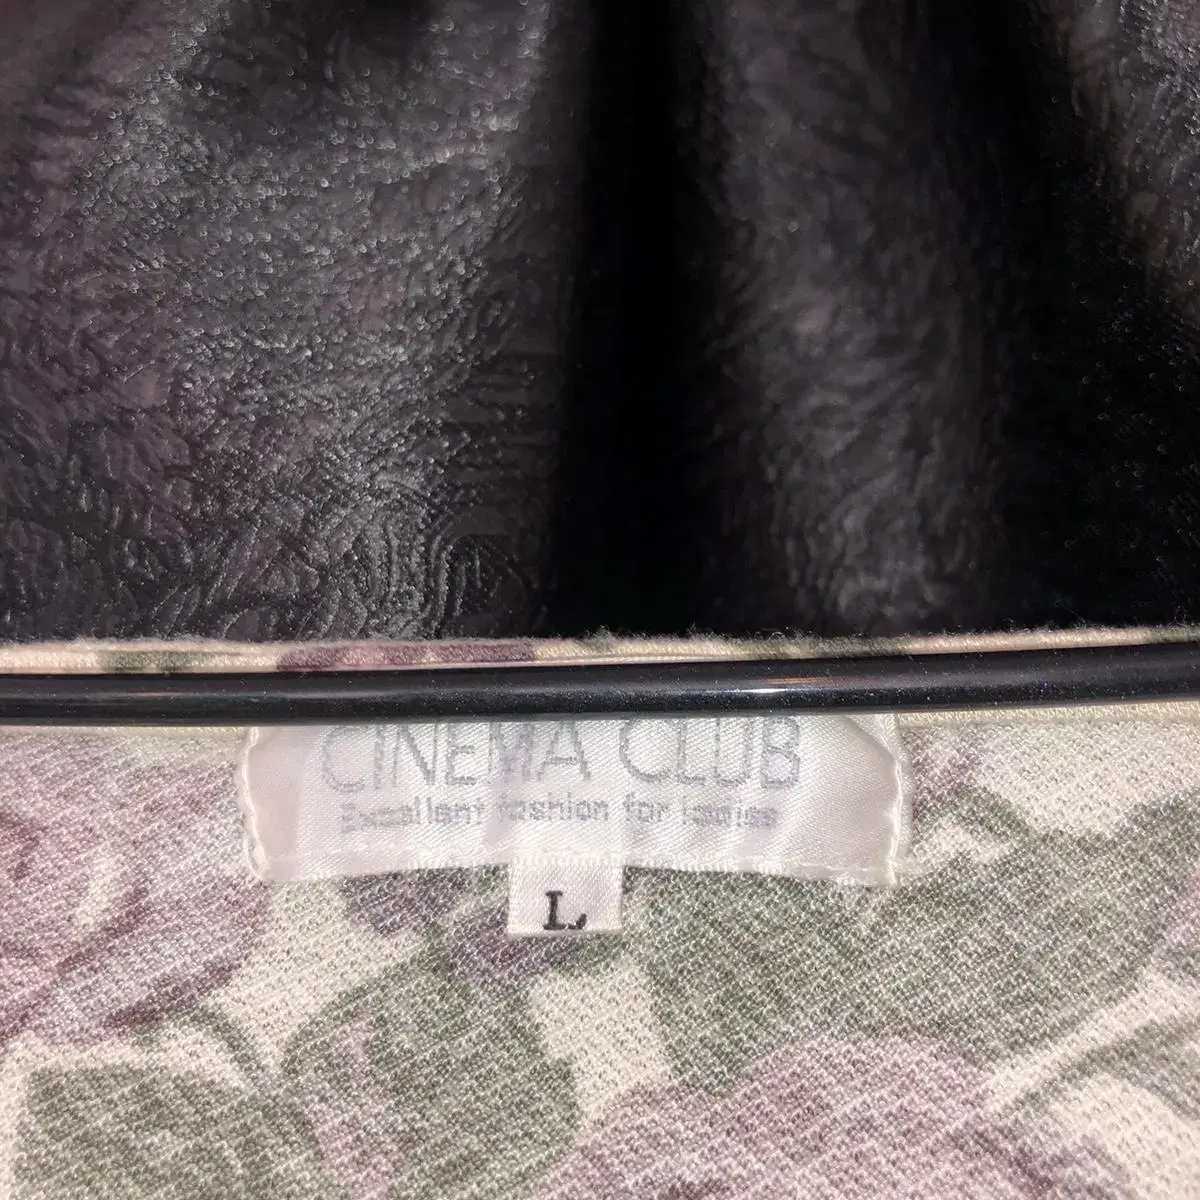 CINEMA CLUB
Excellent fashion for ladies
L